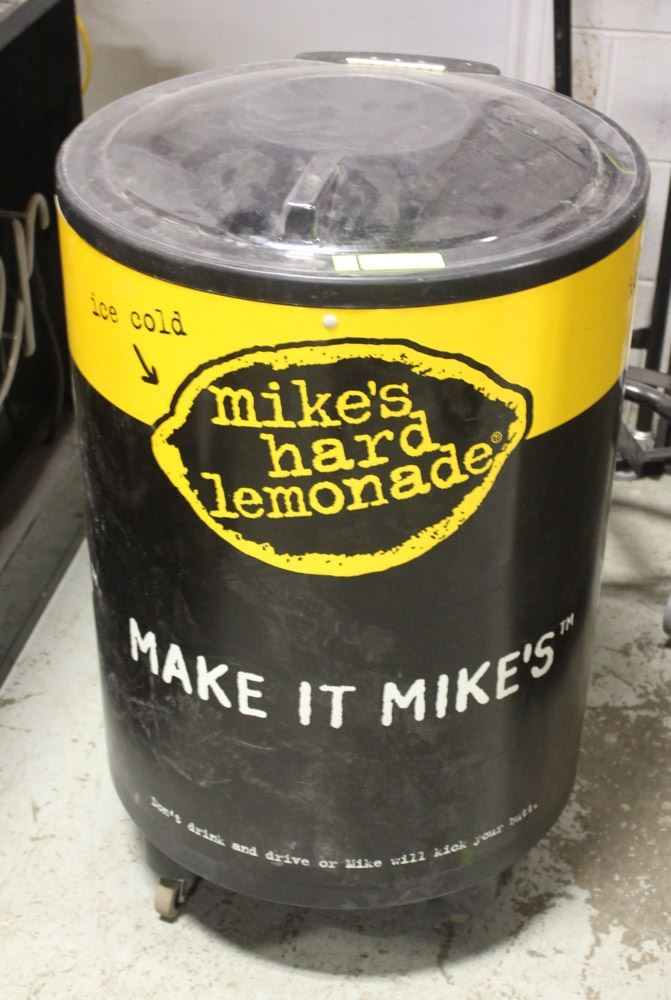 ice cold
mike's
hard
lemonade®
MAKE IT MIKE'S™
Don't drink and drive or Mike will kick your butt.